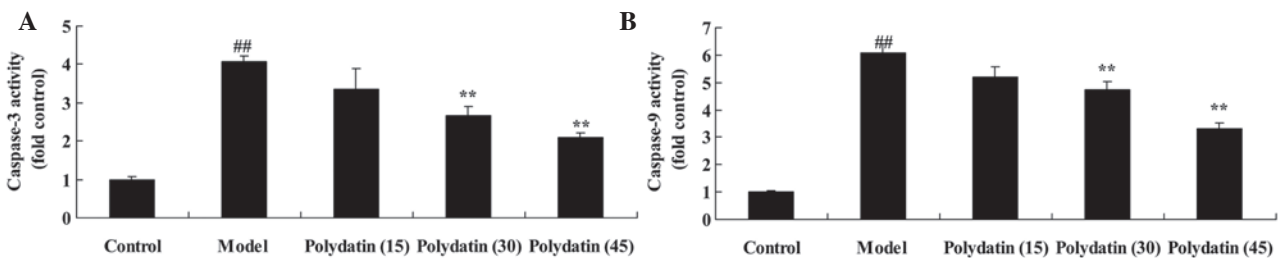 A
Caspase-3 activity
(fold control)
5
4
3
2
1
0
##
**
**
Control
Model
Polydatin (15)
Polydatin (30)
Polydatin (45)
B
Caspase-9 activity
(fold control)
7
6
5
4
3
2
1
0
##
**
**
Control
Model
Polydatin (15)
Polydatin (30)
Polydatin (45)